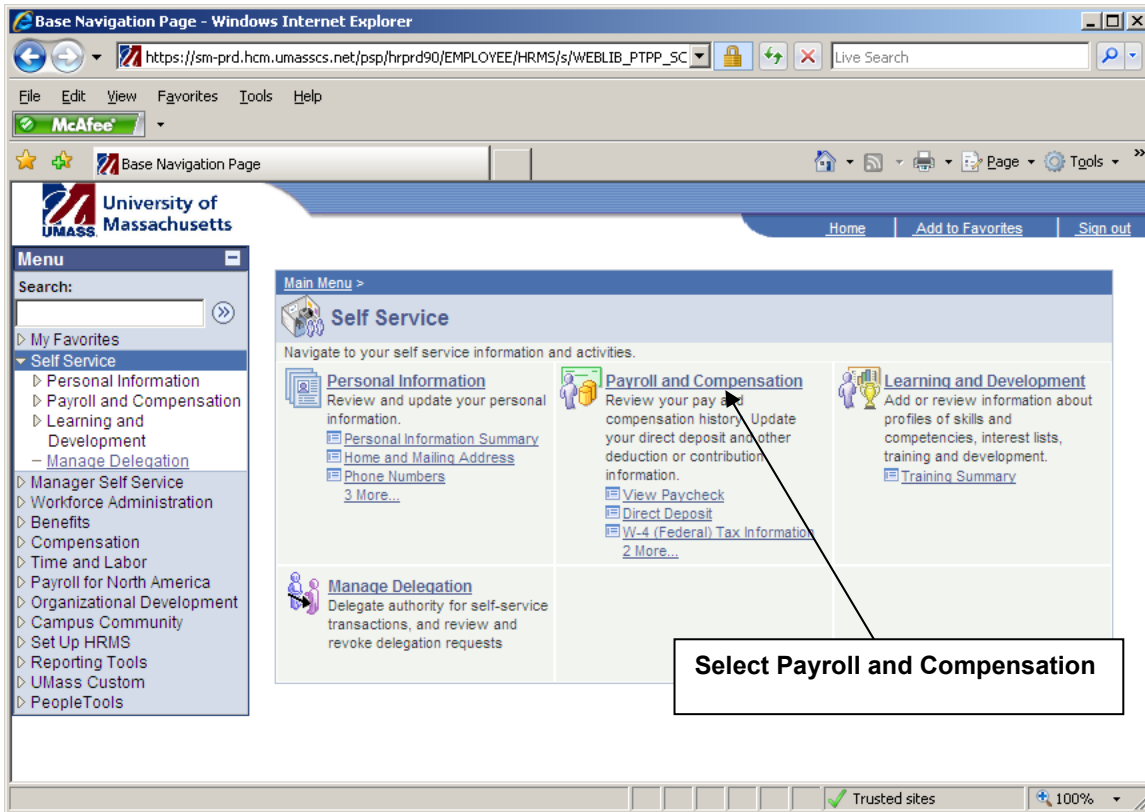 Base Navigation Page - Windows Internet Explorer
https://sm-prd.hcm.umasscs.net/psp/hrprd90/EMPLOYEE/HRMS/s/WEBLIB_PTPP_SC
Live Search
File Edit View Favorites Tools Help
McAfee
Base Navigation Page
Page Tools
University of
Massachusetts
UMASS.
Home Add to Favorites Sign out
Menu
Search:
My Favorites
Self Service
Personal Information
Payroll and Compensation
Learning and
Development
Manage Delegation
Manager Self Service
Workforce Administration
Benefits
Compensation
Time and Labor
Payroll for North America
Organizational Development
Campus Community
Set Up HRMS
Reporting Tools
UMass Custom
PeopleTools
Main Menu >
Self Service
Navigate to your self service information and activities.
Personal Information
Review and update your personal
information.
Personal Information Summary
Home and Mailing Address
Phone Numbers
3 More...
Payroll and Compensation
Review your pay and
compensation history. Update
your direct deposit and other
deduction or contribution
information.
View Paycheck
Direct Deposit
W-4 (Federal) Tax Information
2 More...
Learning and Development
Add or review information about
profiles of skills and
competencies, interest lists,
training and development.
Training Summary
Manage Delegation
Delegate authority for self-service
transactions, and review and
revoke delegation requests
Select Payroll and Compensation
Trusted sites
100%